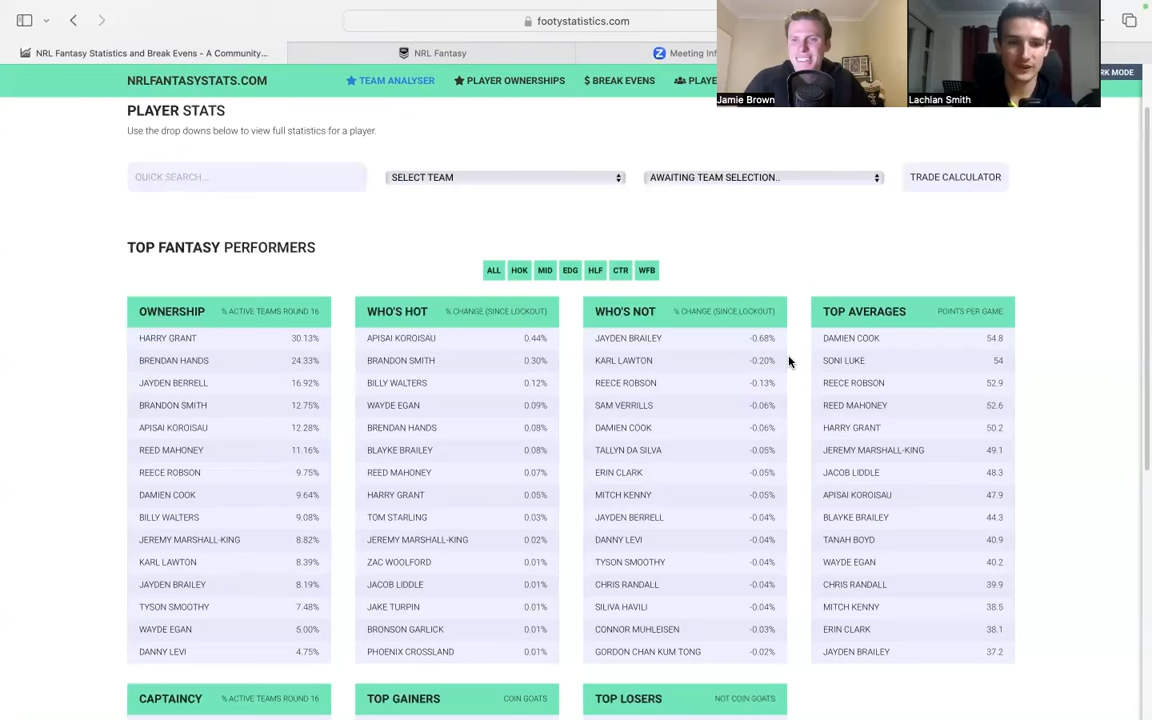 footystatistics.com
NRL Fantasy Statistics and Break Evens - A Community...
NRL Fantasy
Meeting Inf
NRLFANTASYSTATS.COM
TEAM ANALYSER
PLAYER OWNERSHIPS
$ BREAK EVENS
PLAYE
RK MODE
Jamie Brown
Lachlan Smith
PLAYER STATS
Use the drop downs below to view full statistics for a player.
QUICK SEARCH...
SELECT TEAM
AWAITING TEAM SELECTION..
TRADE CALCULATOR
TOP FANTASY PERFORMERS
ALL HOK MID EDG HLF CTR WFB
OWNERSHIP % ACTIVE TEAMS ROUND 16
HARRY GRANT 30.13%
BRENDAN HANDS 24.33%
JAYDEN BERRELL 16.92%
BRANDON SMITH 12.75%
APISAI KOROISAU 12.28%
REED MAHONEY 11.16%
REECE ROBSON 9.75%
DAMIEN COOK 9.64%
BILLY WALTERS 9.08%
JEREMY MARSHALL-KING 8.82%
KARL LAWTON 8.39%
JAYDEN BRAILEY 8.19%
TYSON SMOOTHY 7.48%
WAYDE EGAN 5.00%
DANNY LEVI 4.75%
WHO'S HOT % CHANGE (SINCE LOCKOUT)
APISAI KOROISAU 0.44%
BRANDON SMITH 0.30%
BILLY WALTERS 0.12%
WAYDE EGAN 0.09%
BRENDAN HANDS 0.08%
BLAYKE BRAILEY 0.08%
REED MAHONEY 0.07%
HARRY GRANT 0.05%
TOM STARLING 0.03%
JEREMY MARSHALL-KING 0.02%
ZAC WOOLFORD 0.01%
JACOB LIDDLE 0.01%
JAKE TURPIN 0.01%
BRONSON GARLICK 0.01%
PHOENIX CROSSLAND 0.01%
WHO'S NOT % CHANGE (SINCE LOCKOUT)
JAYDEN BRAILEY -0.68%
KARL LAWTON -0.20%
REECE ROBSON -0.13%
SAM VERRILLS -0.06%
DAMIEN COOK -0.06%
TALLYN DA SILVA -0.05%
ERIN CLARK -0.05%
MITCH KENNY -0.05%
JAYDEN BERRELL -0.04%
DANNY LEVI -0.04%
TYSON SMOOTHY -0.04%
CHRIS RANDALL -0.04%
SILIVA HAVILI -0.04%
CONNOR MUHLEISEN -0.03%
GORDON CHAN KUM TONG -0.02%
TOP AVERAGES POINTS PER GAME
DAMIEN COOK 54.8
SONI LUKE 54
REECE ROBSON 52.9
REED MAHONEY 52.6
HARRY GRANT 50.2
JEREMY MARSHALL-KING 49.1
JACOB LIDDLE 48.3
APISAI KOROISAU 47.9
BLAYKE BRAILEY 44.3
TANAH BOYD 40.9
WAYDE EGAN 40.2
CHRIS RANDALL 39.9
MITCH KENNY 38.5
ERIN CLARK 38.1
JAYDEN BRAILEY 37.2
CAPTAINCY % ACTIVE TEAMS ROUND 16
TOP GAINERS COIN GOATS
TOP LOSERS NOT COIN GOATS